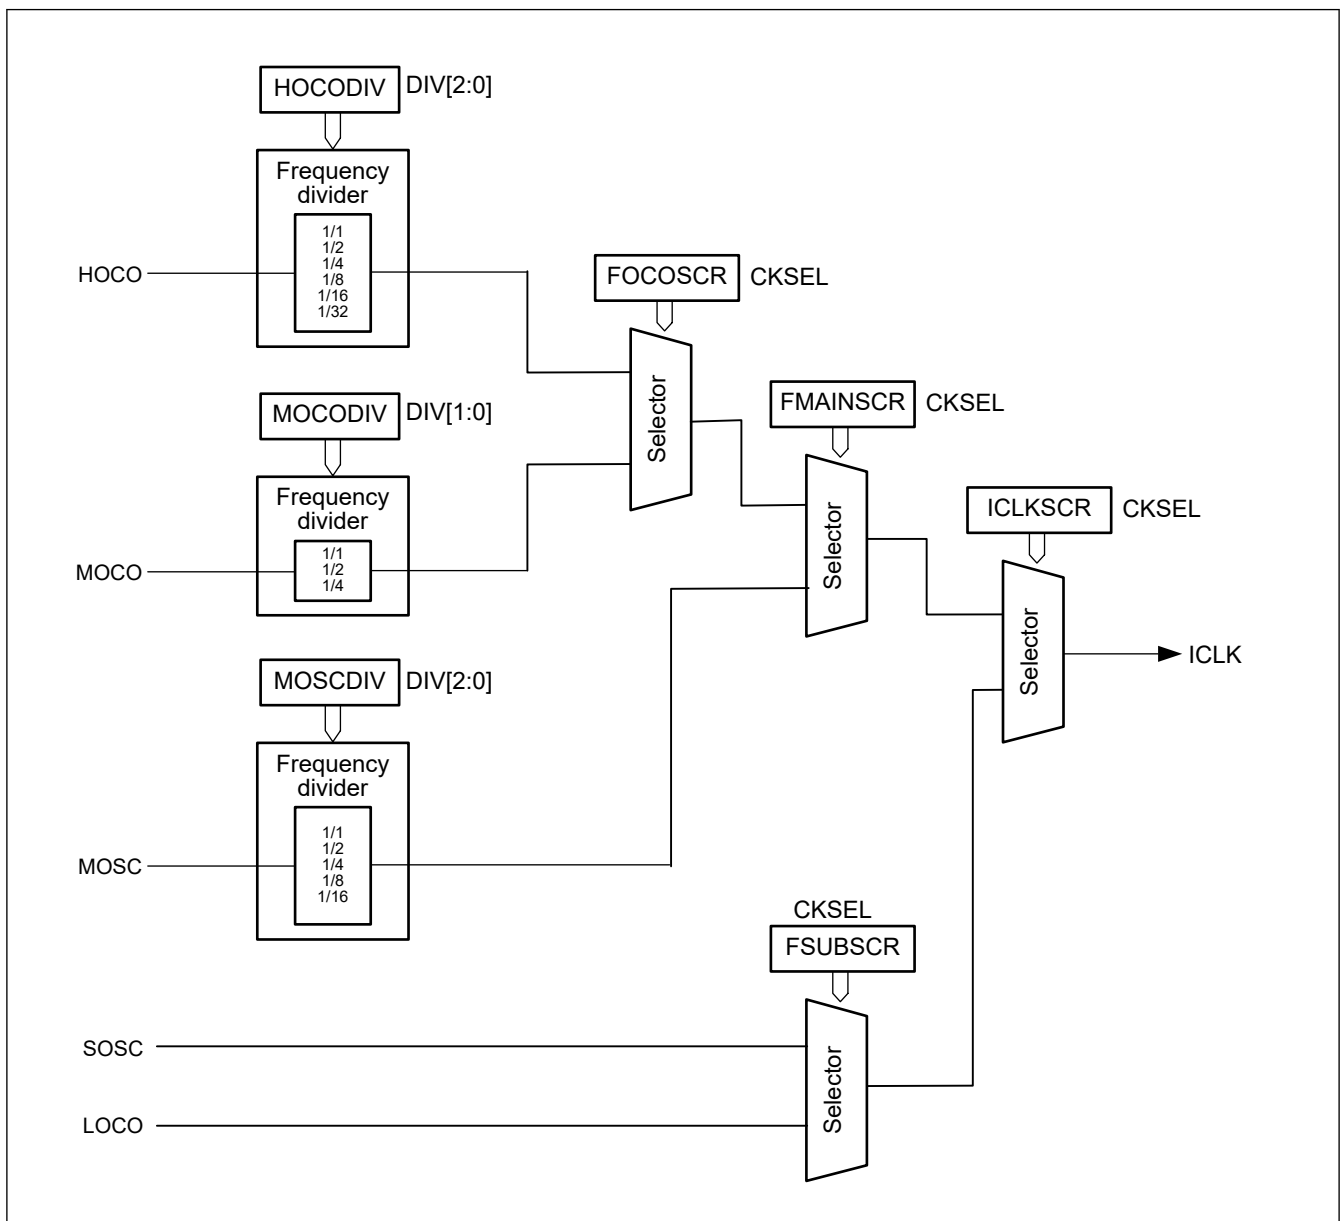 HOCODIV DIV[2:0]
Frequency
divider
1/1
1/2
1/4
1/8
1/16
1/32
HOCO
FOCOSCR CKSEL
Selector
MOCODIV DIV[1:0]
Frequency
divider
1/1
1/2
1/4
MOCO
FMAINSCR CKSEL
Selector
ICLKSCR CKSEL
Selector
ICLK
MOSCDIV DIV[2:0]
Frequency
divider
1/1
1/2
1/4
1/8
1/16
MOSC
CKSEL
FSUBSCR
Selector
SOSC
LOCO